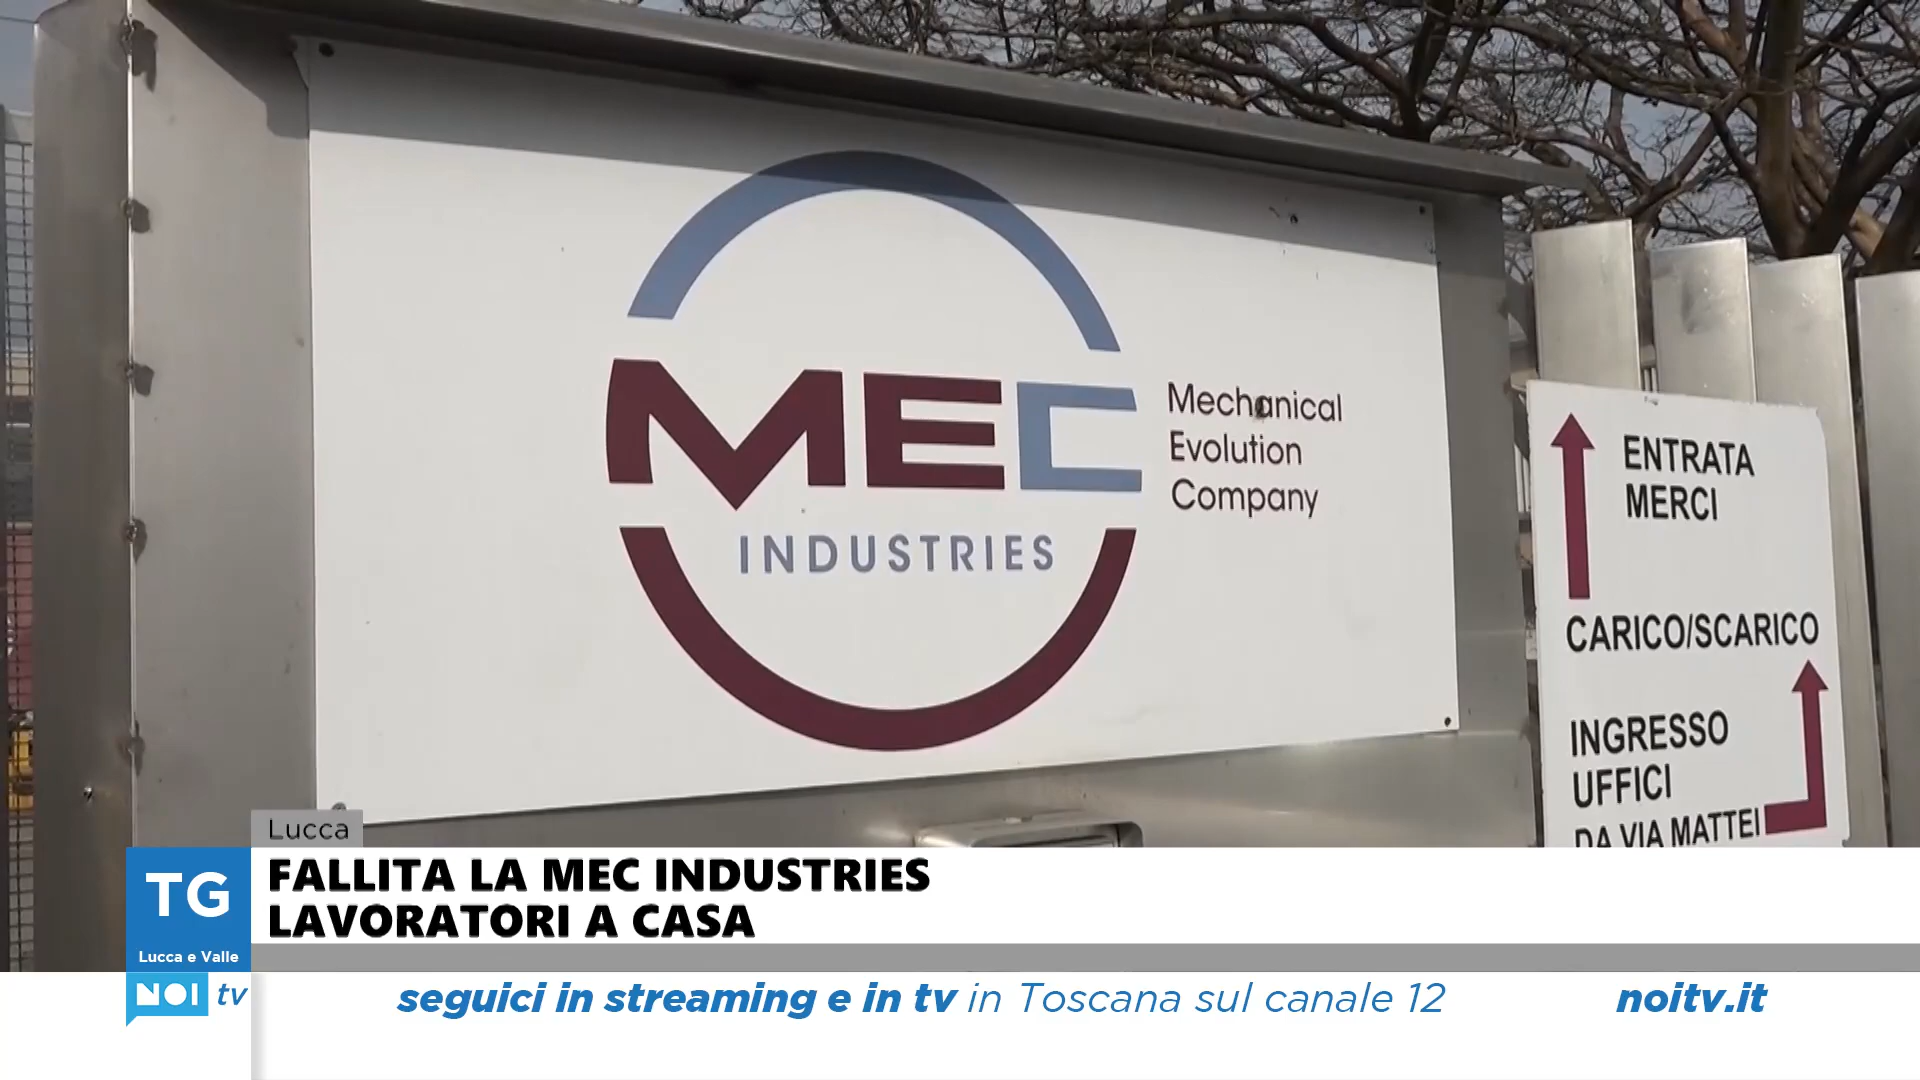 MEC
INDUSTRIES
Mechanical
Evolution
Company
ENTRATA
MERCI
CARICO/SCARICO
INGRESSO
UFFICI
DA VIA MATTEI
Lucca
TG
Lucca e Valle
FALLITA LA MEC INDUSTRIES
LAVORATORI A CASA
NOI tv
seguici in streaming e in tv in Toscana sul canale 12
noitv.it